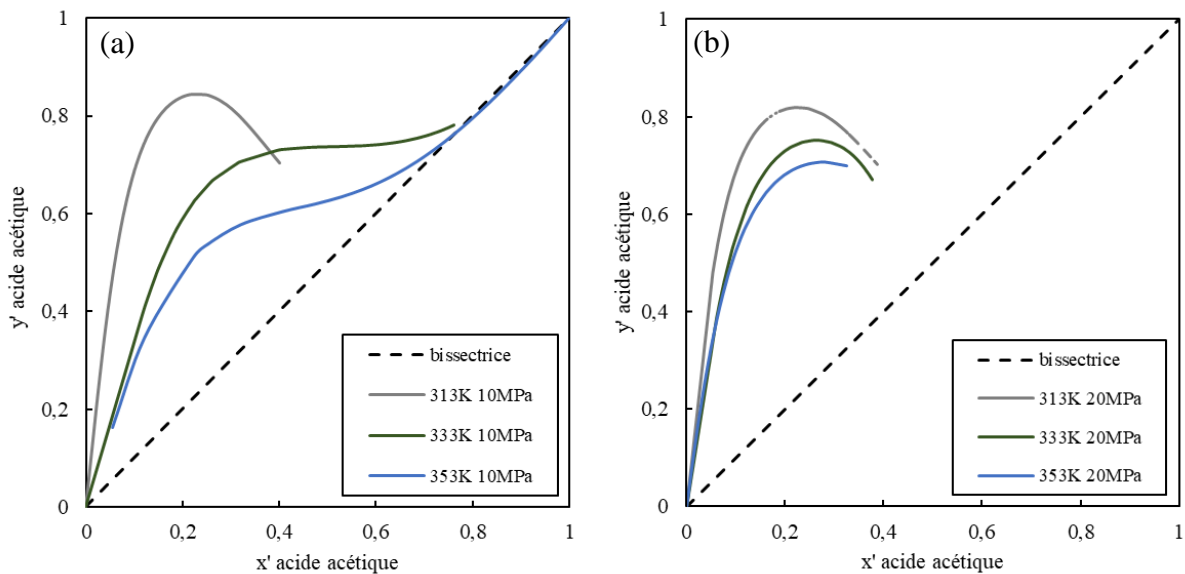 (a)
1
0,8
0,6
0,4
0,2
0
y' acide acétique
0
0,2
0,4
0,6
0,8
1
x' acide acétique
bissectrice
313K 10MPa
333K 10MPa
353K 10MPa
(b)
1
0,8
0,6
0,4
0,2
0
y' acide acétique
0
0,2
0,4
0,6
0,8
1
x' acide acétique
bissectrice
313K 20MPa
333K 20MPa
353K 20MPa